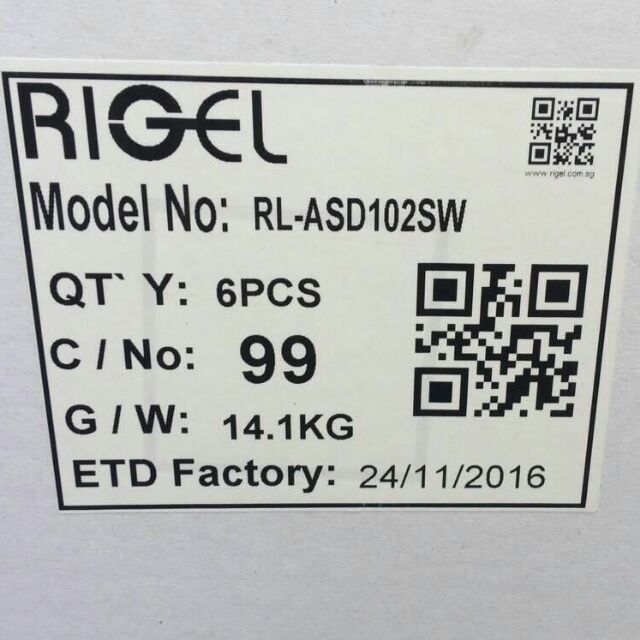 RIGEL
www.rigel.com.sg
Model No: RL-ASD102SW
QT` Y: 6PCS
C / No: 99
G / W: 14.1KG
ETD Factory: 24/11/2016